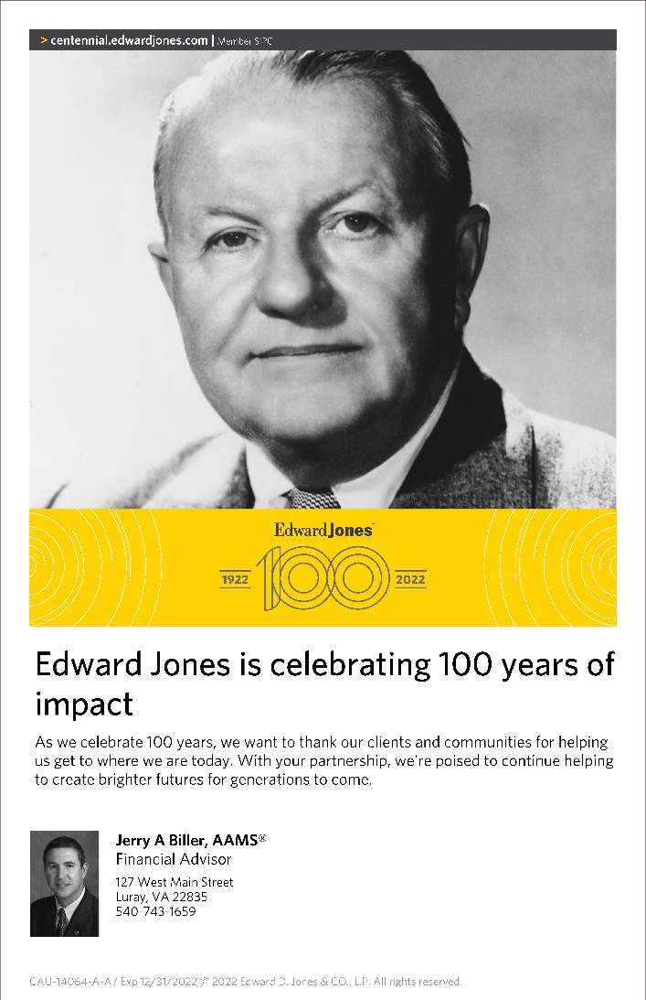 > centennial.edwardjones.com | Member SIPC
Edward Jones™
1922 100 2022
Edward Jones is celebrating 100 years of
impact
As we celebrate 100 years, we want to thank our clients and communities for helping
us get to where we are today. With your partnership, we're poised to continue helping
to create brighter futures for generations to come.
Jerry A Biller, AAMS®
Financial Advisor
127 West Main Street
Luray, VA 22835
540-743-1659
CAU-14064-A-A7 Exp 12/31/2022 © 2022 Edward D. Jones & CO., L.P. All rights reserved.